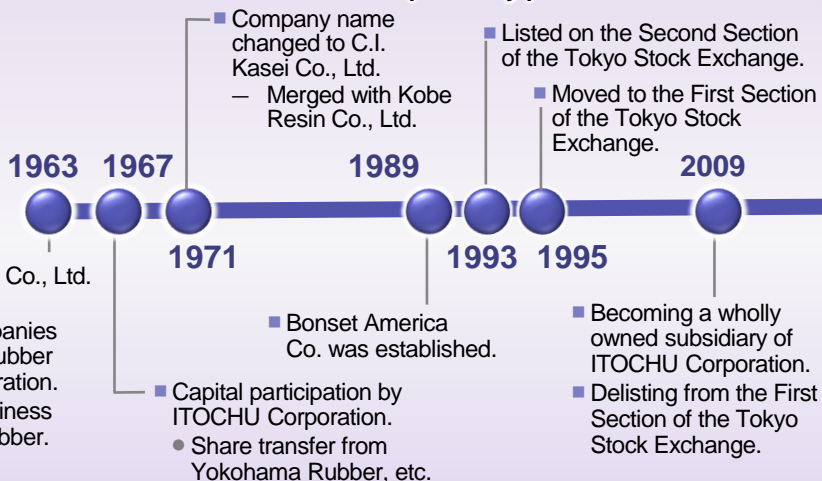 Company name
changed to C.I.
Kasei Co., Ltd.
— Merged with Kobe
Resin Co., Ltd.
Listed on the Second Section
of the Tokyo Stock Exchange.
Moved to the First Section
of the Tokyo Stock
Exchange.
1963
1967
1989
2009
1971
1993
1995
Co., Ltd.
ration.
Capital participation by
ITOCHU Corporation.
Share transfer from
Yokohama Rubber, etc.
Bonset America
Co. was established.
Becoming a wholly
owned subsidiary of
ITOCHU Corporation.
Delisting from the First
Section of the Tokyo
Stock Exchange.